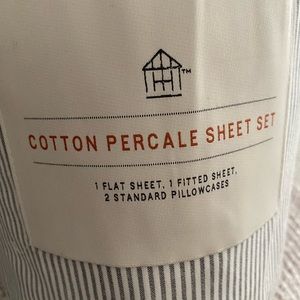 TM
COTTON PERCALE SHEET SET
1 FLAT SHEET, 1 FITTED SHEET,
2 STANDARD PILLOWCASES